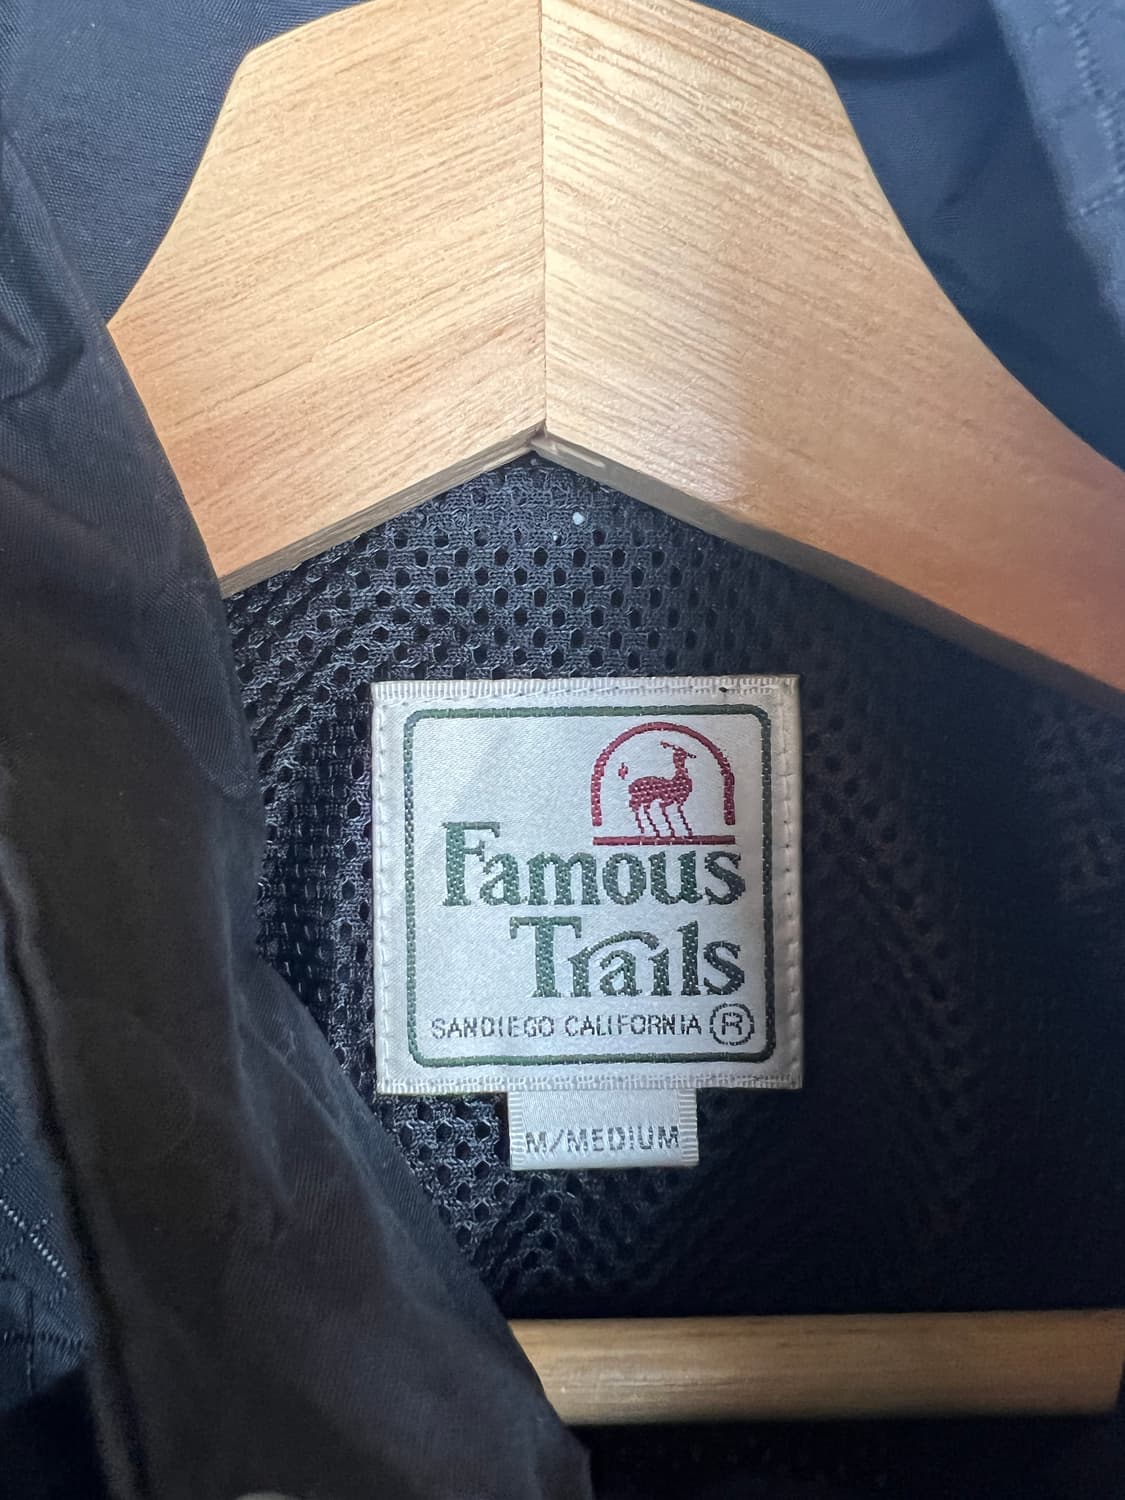 Famous
Trails
SANDIEGO CALIFORNIA ®
M/MEDIUM